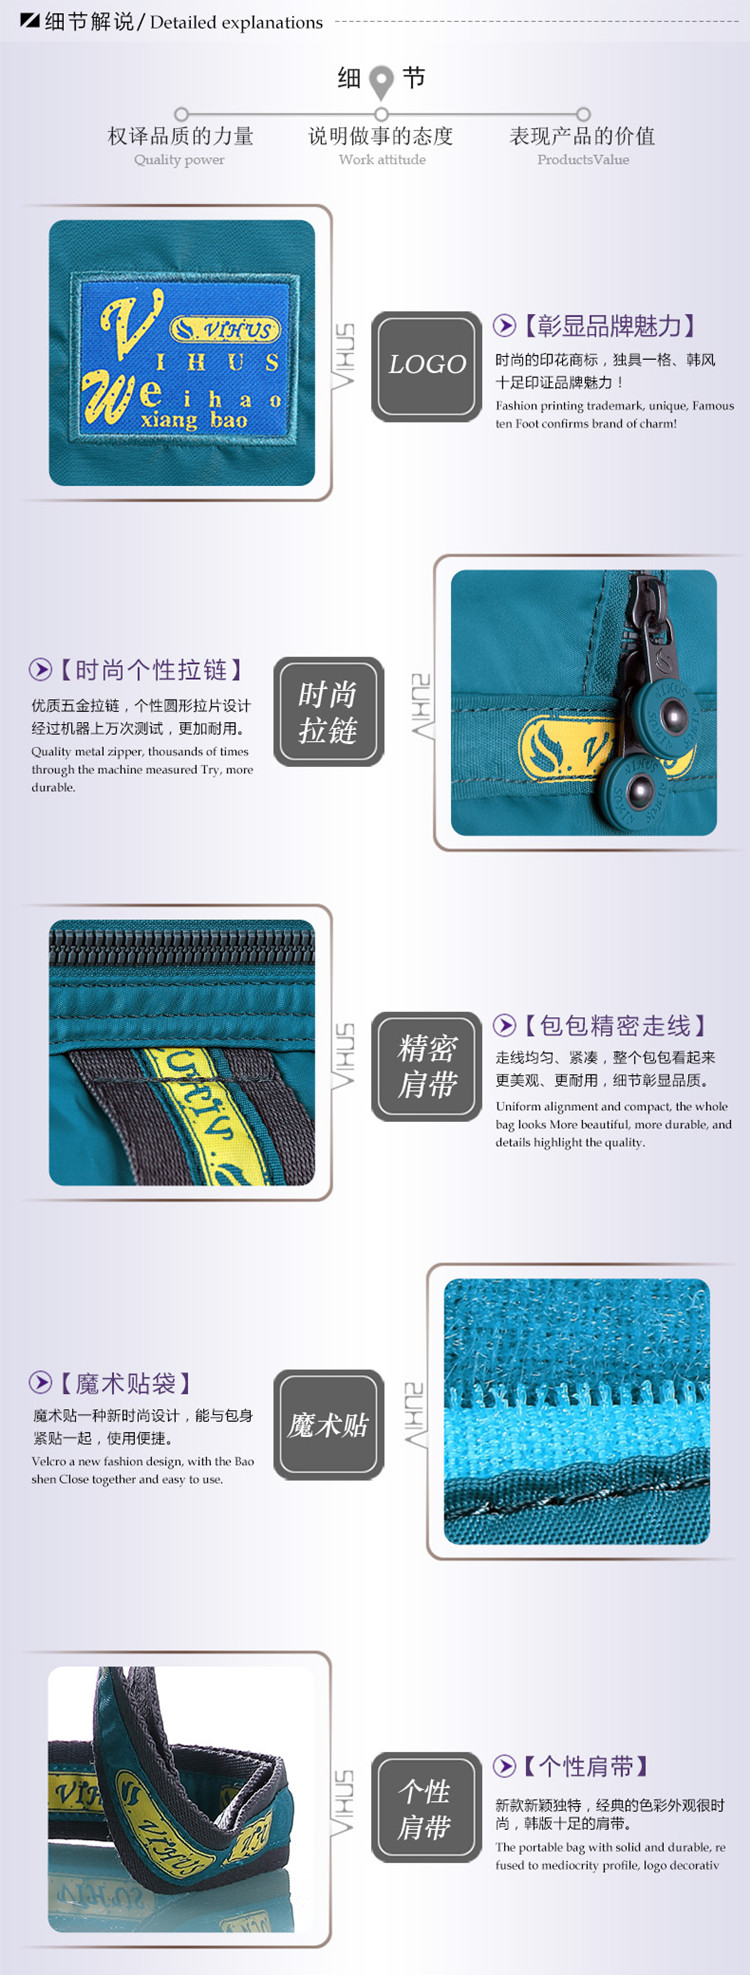 细节解说/Detailed explanations
细 节
权译品质的力量
Quality power
说明做事的态度
Work attitude
表现产品的价值
ProductsValue
V
VIHUS
I H U S
We i h a o
xiang bao
VIHUS
LOGO
【彰显品牌魅力】
时尚的印花商标，独具一格、韩风
十足印证品牌魅力！
Fashion printing trademark, unique, Famous
ten Foot confirms brand of charm!
【时尚个性拉链】
优质五金拉链，个性圆形拉片设计
经过机器上万次测试，更加耐用。
Quality metal zipper, thousands of times
through the machine measured Try, more
durable.
时尚
拉链
VIHUS
VIHUS
VIHUS
VIHUS
VIHUS
精密
肩带
【包包精密走线】
走线均匀、紧凑，整个包包看起来
更美观、更耐用，细节彰显品质。
Uniform alignment and compact, the whole
bag looks More beautiful, more durable, and
details highlight the quality.
【魔术贴袋】
魔术贴一种新时尚设计，能与包身
紧贴一起，使用便捷。
Velcro a new fashion design, with the Bao
shen Close together and easy to use.
魔术贴
VIHUS
VIHUS
VIHUS
个性
肩带
【个性肩带】
新款新颖独特，经典的色彩外观很时
尚，韩版十足的肩带。
The portable bag with solid and durable, re
fused to mediocrity profile, logo decorativ